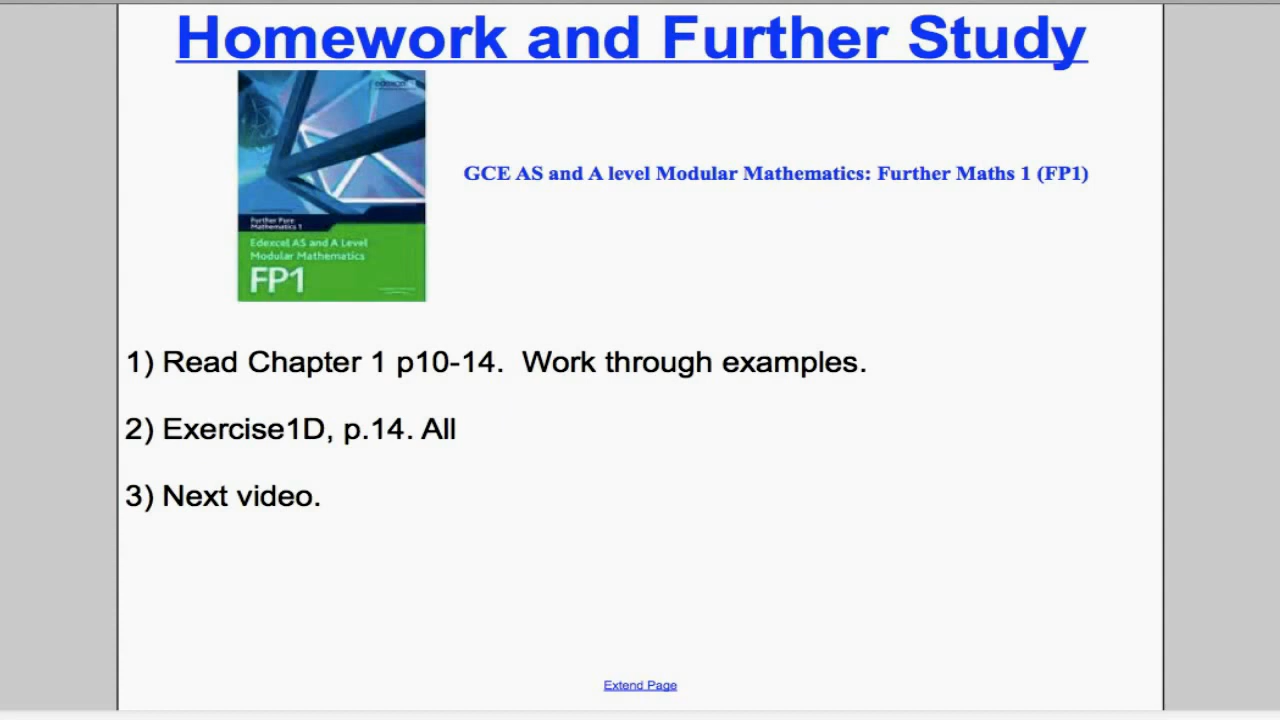 Homework and Further Study
edexcel
GCE AS and A level Modular Mathematics: Further Maths 1 (FP1)
Further Pure
Mathematics 1
Edexcel AS and A Level
Modular Mathematics
FP1
1) Read Chapter 1 p10-14.  Work through examples.
2) Exercise1D, p.14. All
3) Next video.
Extend Page